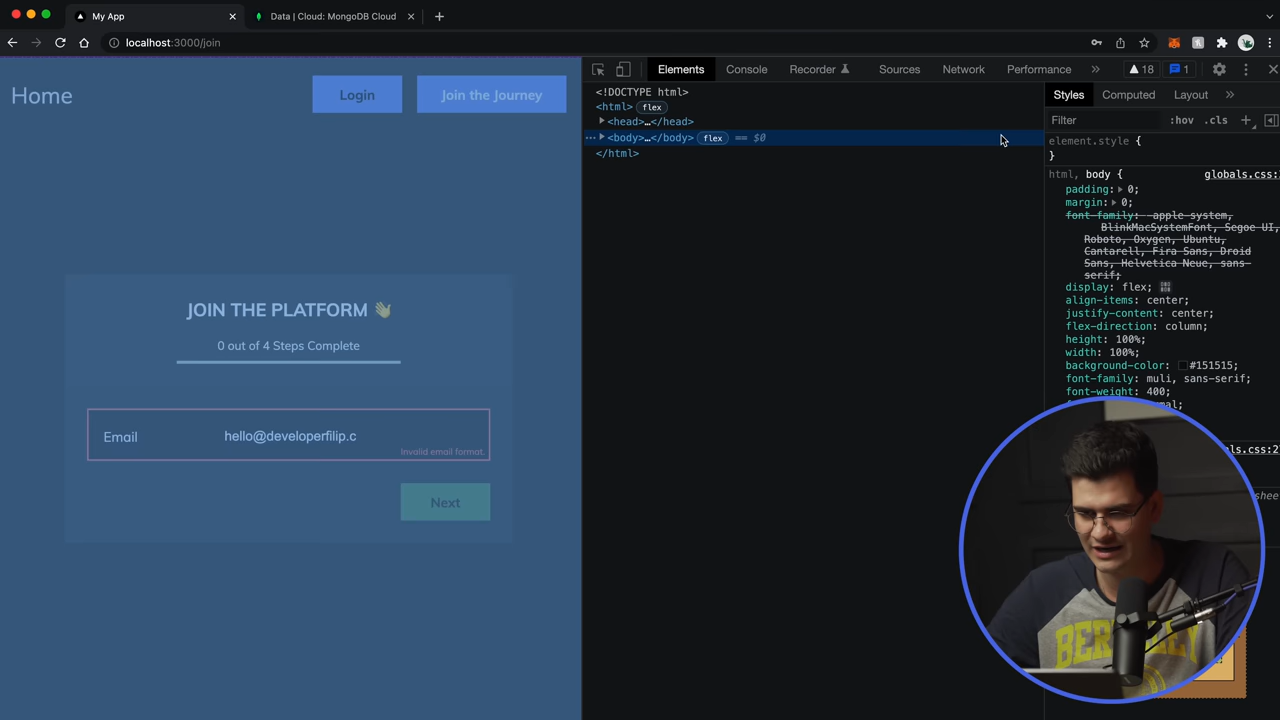 My App
Data | Cloud: MongoDB Cloud
localhost:3000/join
Home
Login
Join the Journey
JOIN THE PLATFORM 👋
0 out of 4 Steps Complete
Email
hello@developerfilip.c
Invalid email format.
Next
Elements
Console
Recorder
Sources
Network
Performance
»
18
1
<!DOCTYPE html>
<html> flex
<head>…</head>
<body>…</body> flex == $0
</html>
Styles
Computed
Layout
»
Filter
:hov .cls
element.style {
}
html, body { globals.css:
padding: 0;
margin: 0;
font-family: -apple-system,
BlinkMacSystemFont, Segoe UI,
Roboto, Oxygen, Ubuntu,
Cantarell, Fira Sans, Droid
Sans, Helvetica Neue, sans-
serif;
display: flex;
align-items: center;
justify-content: center;
flex-direction: column;
height: 100%;
width: 100%;
background-color: #151515;
font-family: muli, sans-serif;
font-weight: 400;